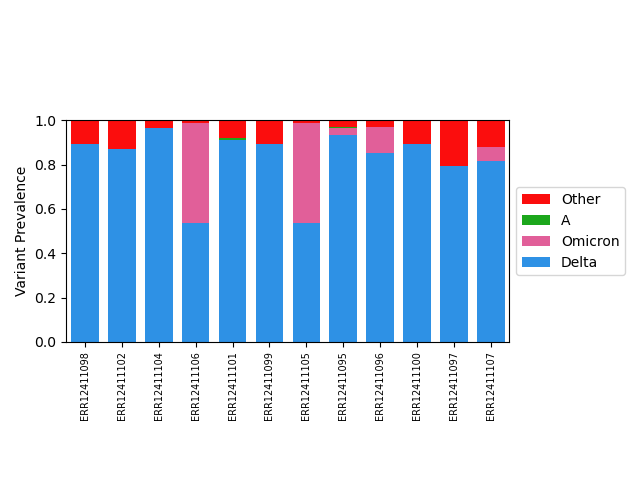 Variant Prevalence
1.0
0.8
0.6
0.4
0.2
0.0
ERR12411098
ERR12411102
ERR12411104
ERR12411106
ERR12411101
ERR12411099
ERR12411105
ERR12411095
ERR12411096
ERR12411100
ERR12411097
ERR12411107
Other
A
Omicron
Delta